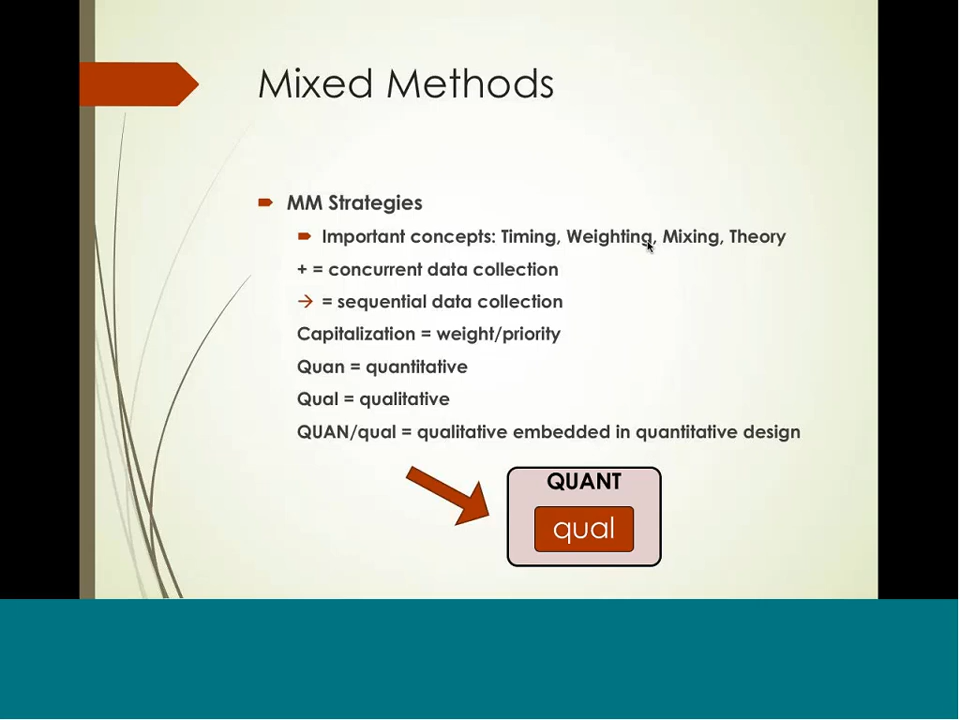 Mixed Methods
MM Strategies
Important concepts: Timing, Weighting, Mixing, Theory
+ = concurrent data collection
→ = sequential data collection
Capitalization = weight/priority
Quan = quantitative
Qual = qualitative
QUAN/qual = qualitative embedded in quantitative design
QUANT
qual